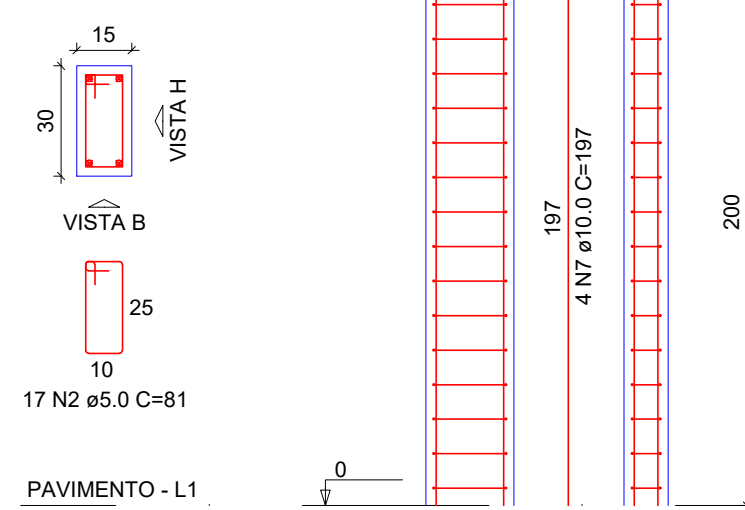 15
30
VISTA H
VISTA B
25
10
17 N2 ø5.0 C=81
PAVIMENTO - L1
0
197
4 N7 ø10.0 C=197
200